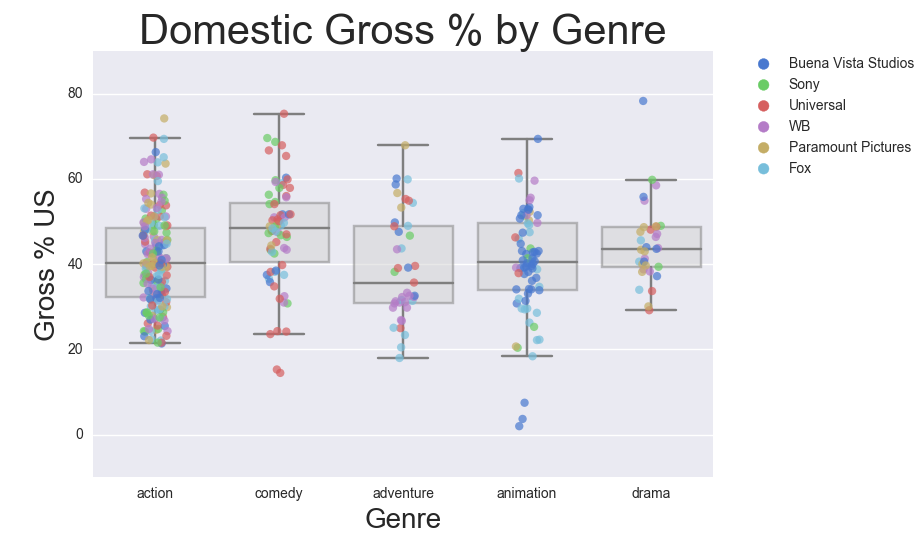 Domestic Gross % by Genre
Buena Vista Studios
Sony
Universal
WB
Paramount Pictures
Fox
Gross % US
80
60
40
20
0
action comedy adventure animation drama
Genre